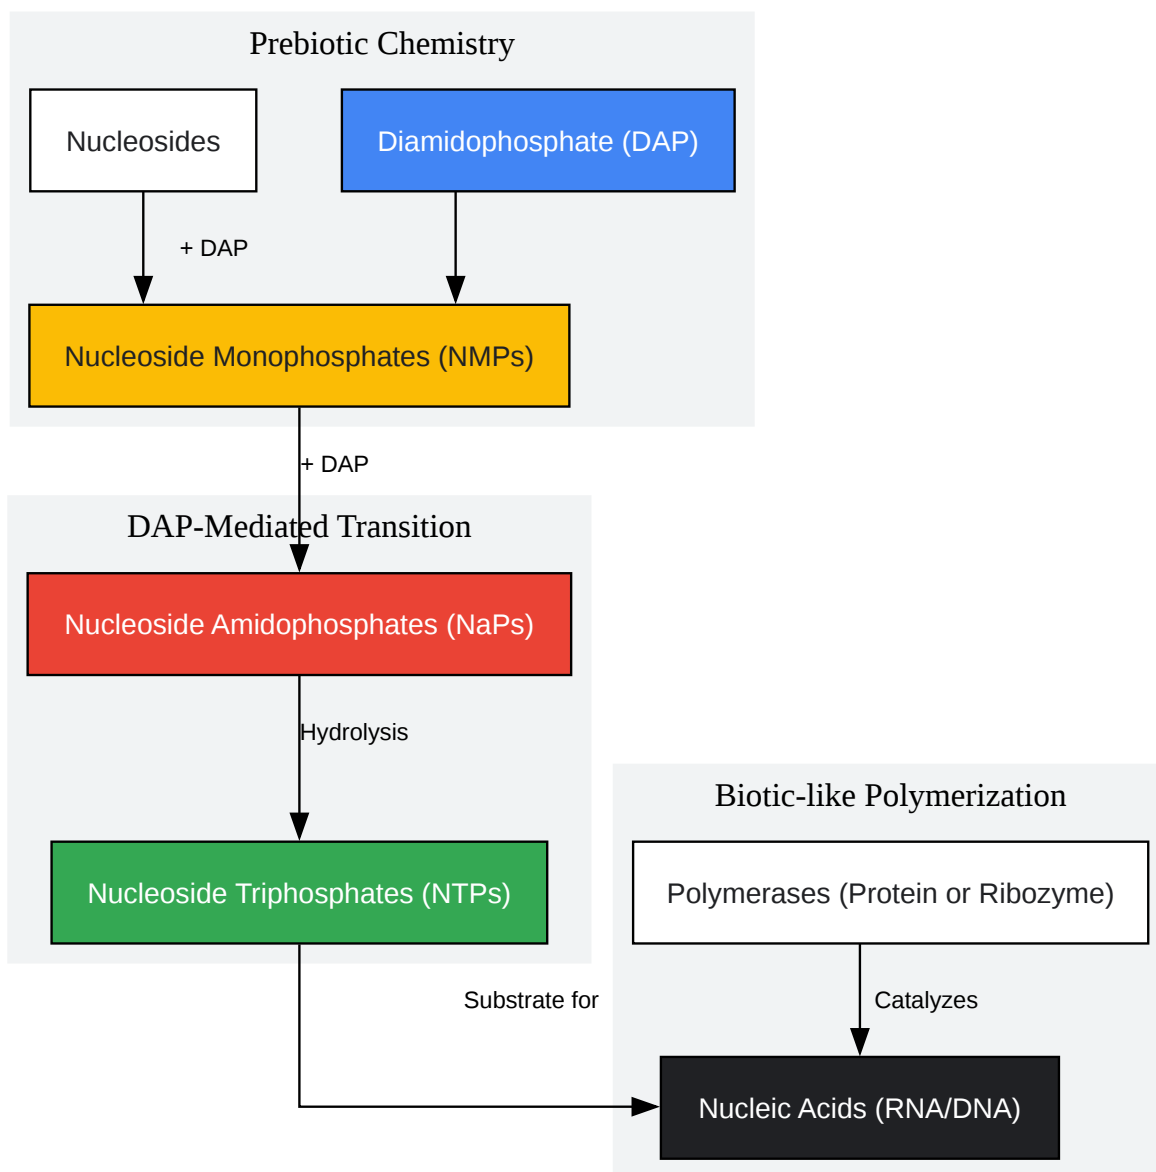 Prebiotic Chemistry
Nucleosides
Diamidophosphate (DAP)
+ DAP
Nucleoside Monophosphates (NMPs)
+ DAP
DAP-Mediated Transition
Nucleoside Amidophosphates (NaPs)
Hydrolysis
Biotic-like Polymerization
Nucleoside Triphosphates (NTPs)
Polymerases (Protein or Ribozyme)
Substrate for
Catalyzes
Nucleic Acids (RNA/DNA)